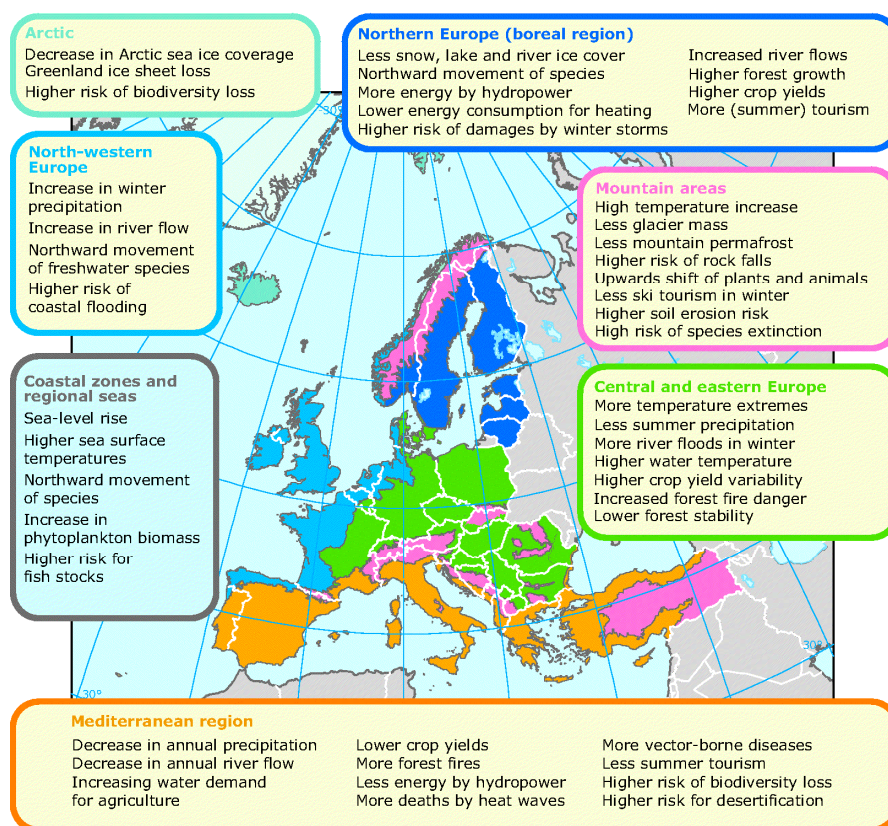 Arctic
Decrease in Arctic sea ice coverage
Greenland ice sheet loss
Higher risk of biodiversity loss
Northern Europe (boreal region)
Less snow, lake and river ice cover
Northward movement of species
More energy by hydropower
Lower energy consumption for heating
Higher risk of damages by winter storms
Increased river flows
Higher forest growth
Higher crop yields
More (summer) tourism
North-western
Europe
Increase in winter
precipitation
Increase in river flow
Northward movement
of freshwater species
Higher risk of
coastal flooding
Mountain areas
High temperature increase
Less glacier mass
Less mountain permafrost
Higher risk of rock falls
Upwards shift of plants and animals
Less ski tourism in winter
Higher soil erosion risk
High risk of species extinction
Coastal zones and
regional seas
Sea-level rise
Higher sea surface
temperatures
Northward movement
of species
Increase in
phytoplankton biomass
Higher risk for
fish stocks
Central and eastern Europe
More temperature extremes
Less summer precipitation
More river floods in winter
Higher water temperature
Higher crop yield variability
Increased forest fire danger
Lower forest stability
30°
30°
30°
Mediterranean region
Decrease in annual precipitation
Decrease in annual river flow
Increasing water demand
for agriculture
Lower crop yields
More forest fires
Less energy by hydropower
More deaths by heat waves
More vector-borne diseases
Less summer tourism
Higher risk of biodiversity loss
Higher risk for desertification